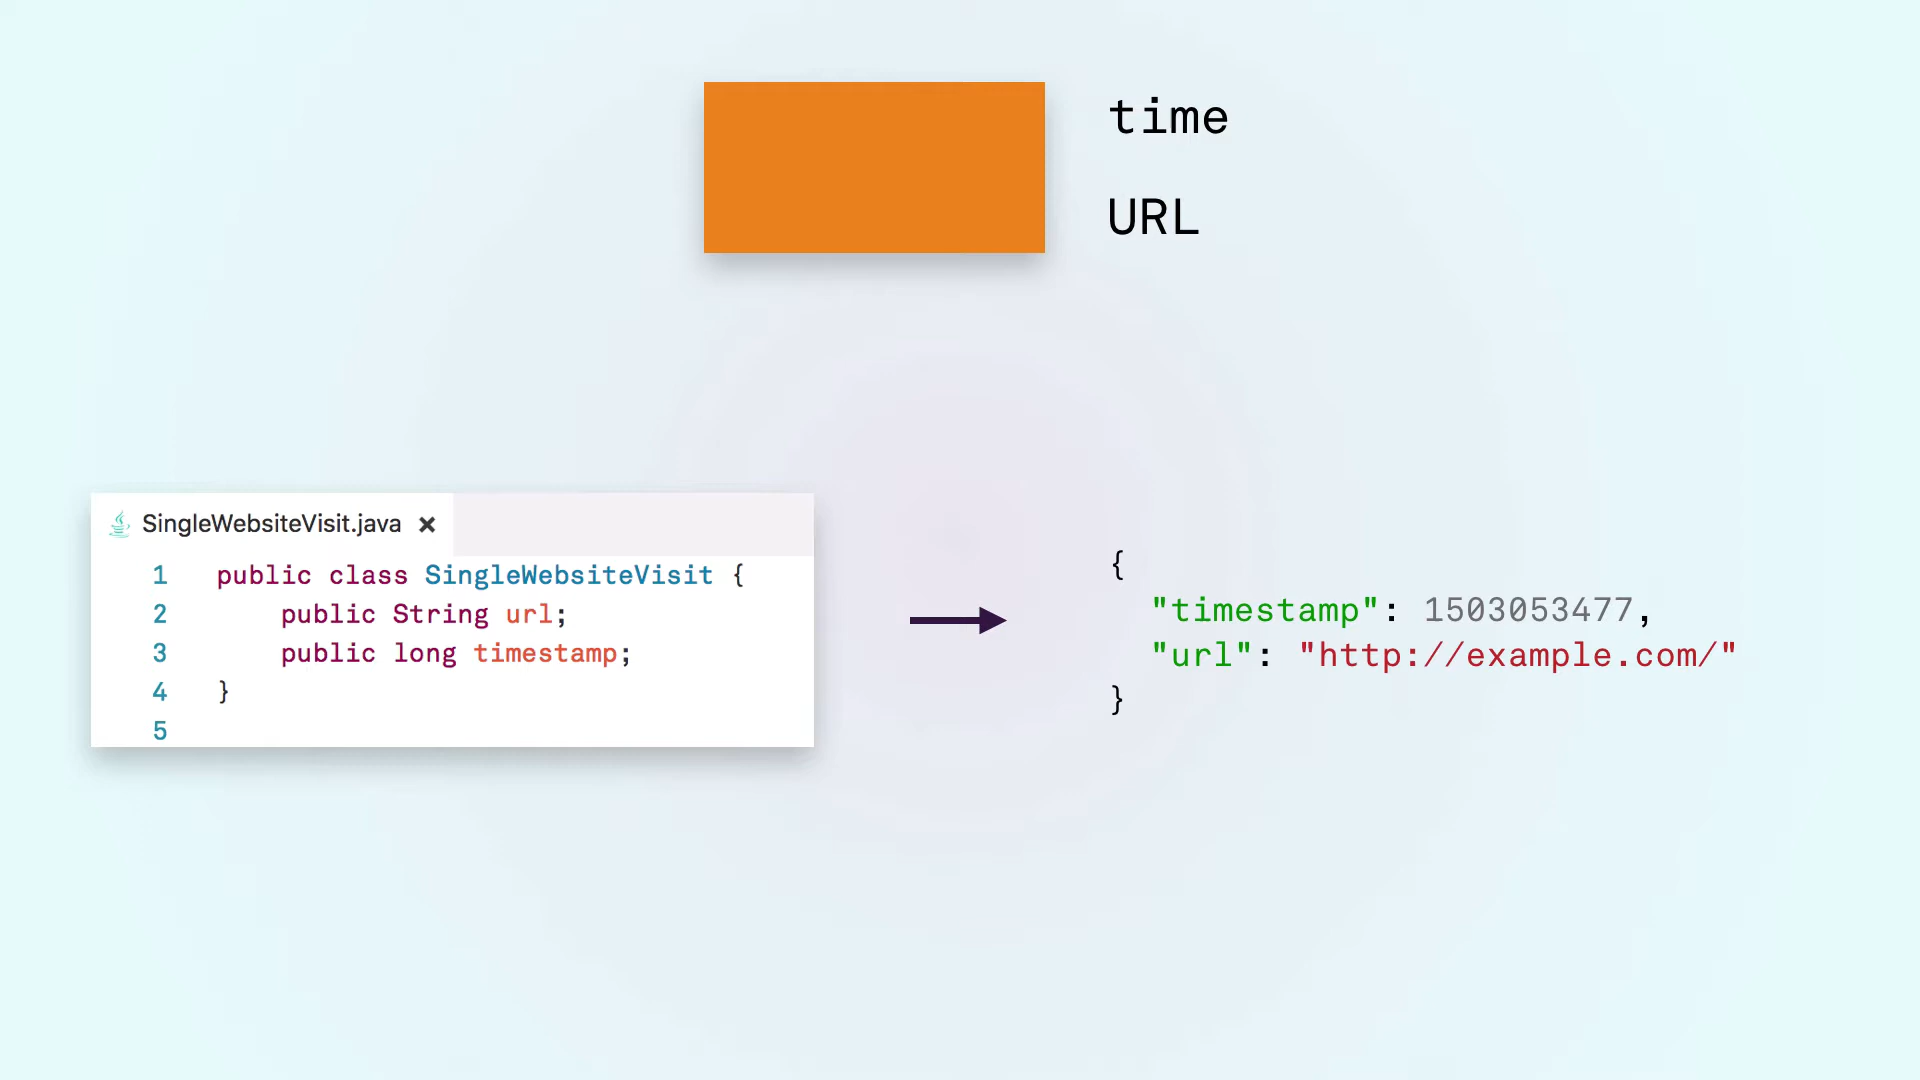 time
URL
SingleWebsiteVisit.java ×
1 public class SingleWebsiteVisit {
2 public String url;
3 public long timestamp;
4 }
5
{
"timestamp": 1503053477,
"url": "http://example.com/"
}